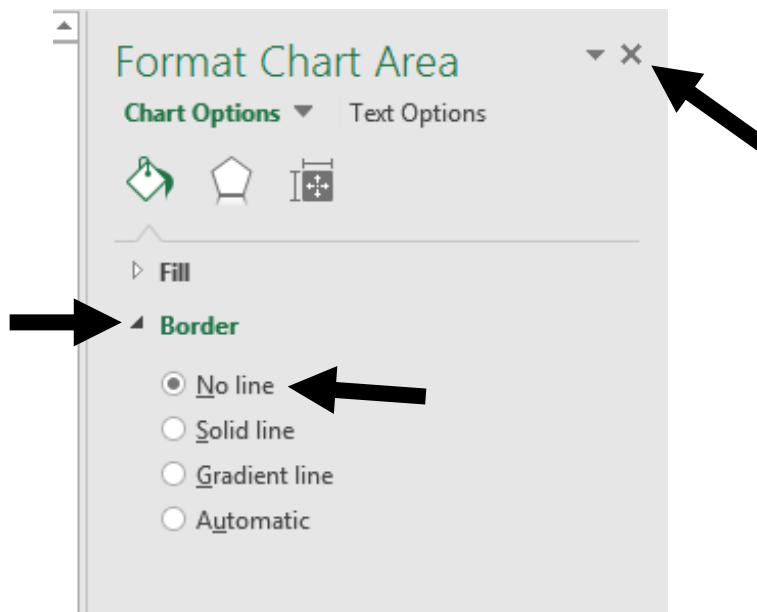 Format Chart Area
Chart Options Text Options
Fill
Border
No line
Solid line
Gradient line
Automatic